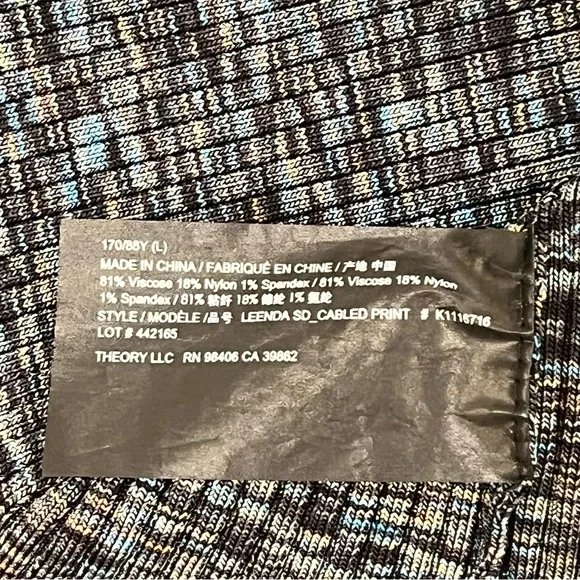 170/88Y (L)
MADE IN CHINA / FABRIQUÉ EN CHINE / 产地 中国
81% Viscose 18% Nylon 1% Spandex / 81% Viscose 18% Nylon
1% Spandex / 81% 粘纤 18% 锦纶 1% 氨纶
STYLE / MODÈLE /品号 LEENDA SD_CABLED PRINT # K1116716
LOT # 442165
THEORY LLC RN 98406 CA 39862